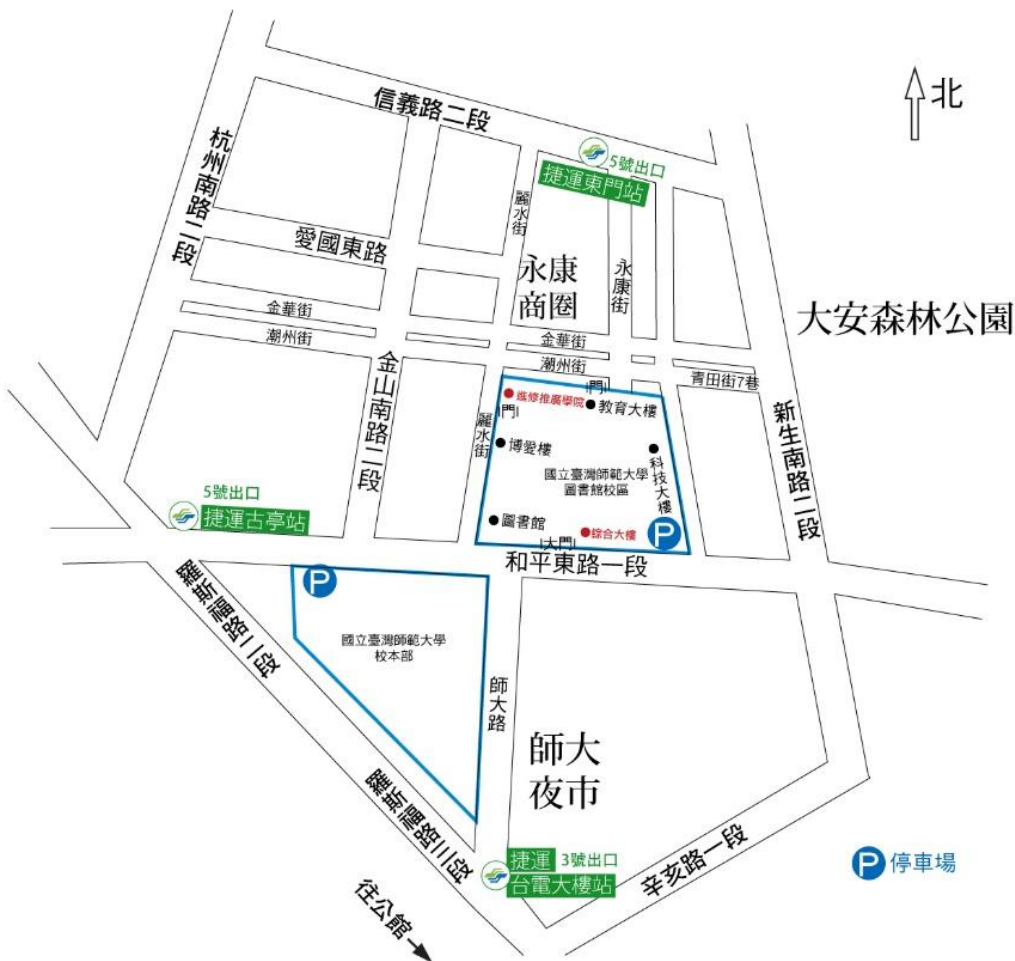 北
信義路二段
5號出口
捷運東門站
杭州南路二段
麗水街
愛國東路
永康
商圈
永康街
大安森林公園
金華街
潮州街
金華街
潮州街
青田街7巷
金山南路二段
門
進修推廣學院
教育大樓
門
麗水街
博愛樓
科技大樓
新生南路二段
國立臺灣師範大學
圖書館校區
5號出口
捷運古亭站
圖書館
綜合大樓
P
大門
和平東路一段
P
羅斯福路二段
國立臺灣師範大學
校本部
師大路
師大
夜市
羅斯福路三段
捷運 3號出口
台電大樓站
辛亥路一段
P 停車場
往公館